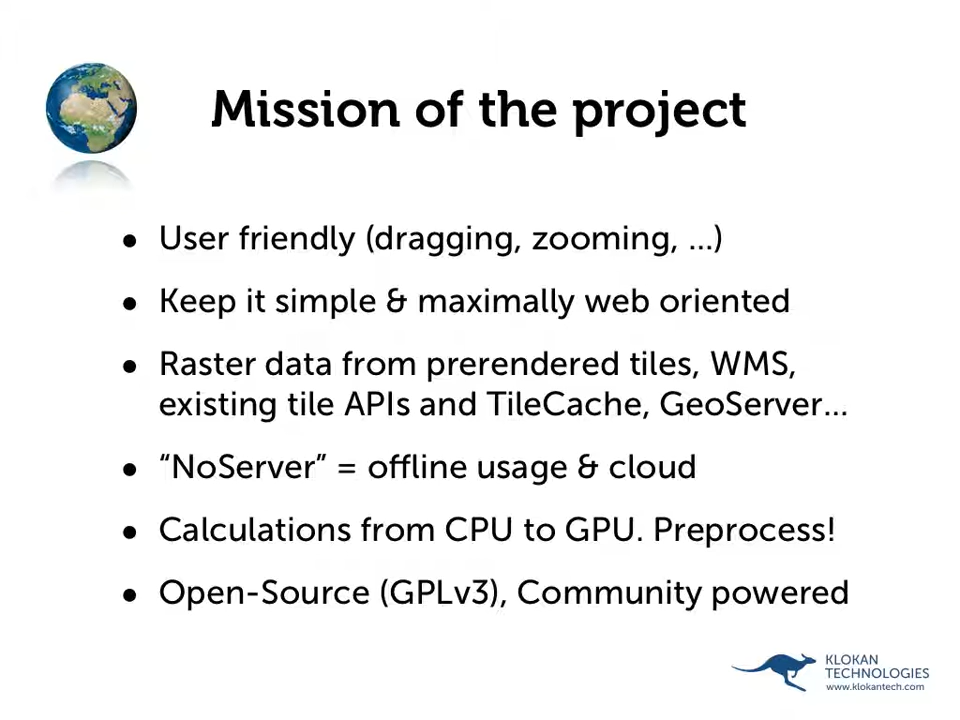 Mission of the project
• User friendly (dragging, zooming, ...)
• Keep it simple & maximally web oriented
• Raster data from prerendered tiles, WMS,
existing tile APIs and TileCache, GeoServer...
• “NoServer” = offline usage & cloud
• Calculations from CPU to GPU. Preprocess!
• Open-Source (GPLv3), Community powered
KLOKAN
TECHNOLOGIES
www.klokantech.com